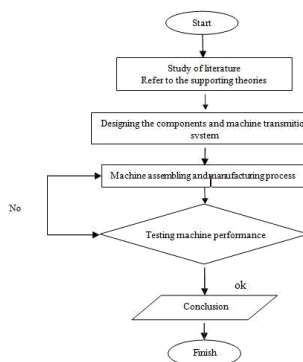 Start
Study of literature
Refer to the supporting theories
Designing the components and machine transmition
system
Machine assembling and manufacturing process
No
Testing machine performance
ok
Conclusion
Finish